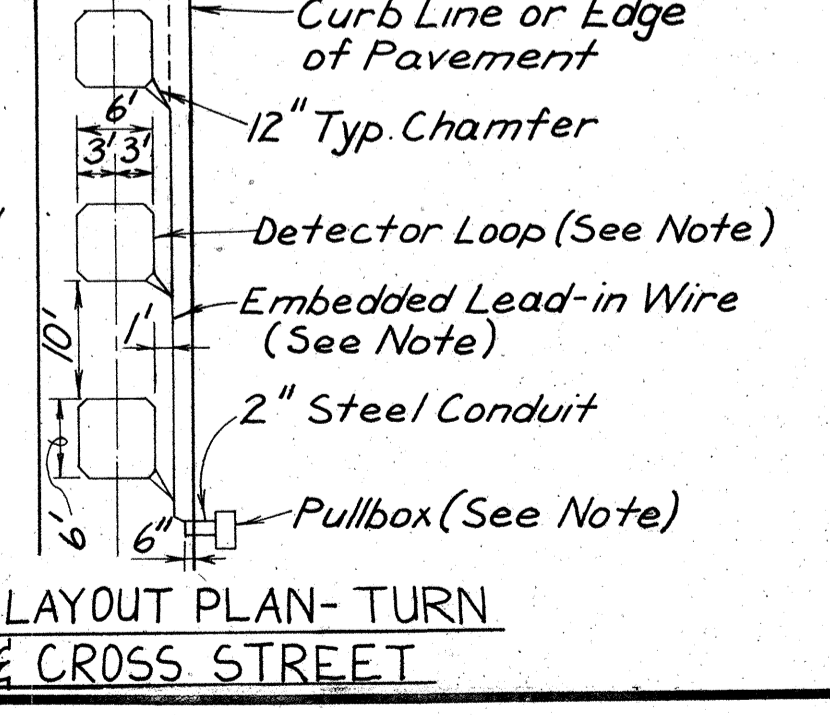 Curb Line or Edge
of Pavement
12" Typ. Chamfer
6'
3' 3'
Detector Loop (See Note)
Embedded Lead-in Wire
(See Note)
10'
1'
2" Steel Conduit
Pullbox (See Note)
6'
6"
LAYOUT PLAN- TURN
CROSS STREET